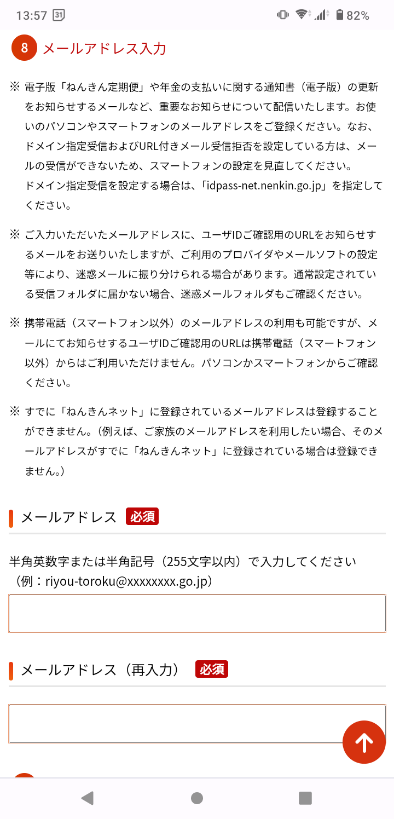 13:57 31 82%
8 メールアドレス入力
※ 電子版「ねんきん定期便」や年金の支払いに関する通知書（電子版）の更新
をお知らせするメールなど、重要なお知らせについて配信いたします。お使
いのパソコンやスマートフォンのメールアドレスをご登録ください。なお、
ドメイン指定受信およびURL付きメール受信拒否を設定している方は、メー
ルの受信ができないため、スマートフォンの設定を見直してください。
ドメイン指定受信を設定する場合は、「idpass-net.nenkin.go.jp」を指定して
ください。
※ ご入力いただいたメールアドレスに、ユーザIDご確認用のURLをお知らせす
るメールをお送りいたしますが、ご利用のプロバイダやメールソフトの設定
等により、迷惑メールに振り分けられる場合があります。通常設定されてい
る受信フォルダに届かない場合、迷惑メールフォルダもご確認ください。
※ 携帯電話（スマートフォン以外）のメールアドレスの利用も可能ですが、メ
ールにてお知らせするユーザIDご確認用のURLは携帯電話（スマートフォン
以外）からはご利用いただけません。パソコンかスマートフォンからご確認
ください。
※ すでに「ねんきんネット」に登録されているメールアドレスは登録すること
ができません。（例えば、ご家族のメールアドレスを利用したい場合、そのメ
ールアドレスがすでに「ねんきんネット」に登録されている場合は登録でき
ません。）
メールアドレス 必須
半角英数字または半角記号（255文字以内）で入力してください
（例：riyou-toroku@xxxxxxxx.go.jp）
メールアドレス（再入力） 必須